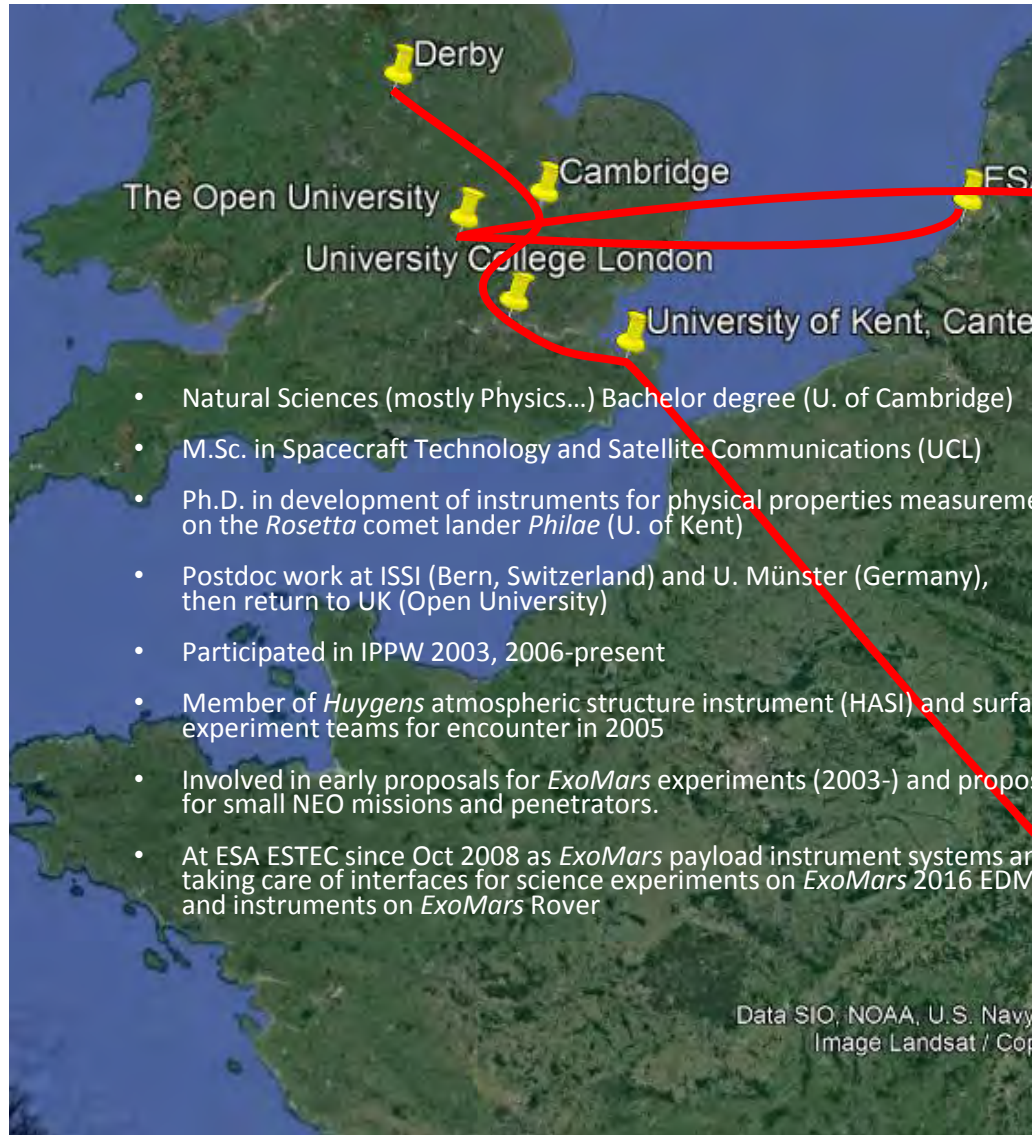 Derby
Cambridge
ESA
The Open University
University College London
University of Kent, Cante
• Natural Sciences (mostly Physics…) Bachelor degree (U. of Cambridge)
• M.Sc. in Spacecraft Technology and Satellite Communications (UCL)
• Ph.D. in development of instruments for physical properties measureme
on the Rosetta comet lander Philae (U. of Kent)
• Postdoc work at ISSI (Bern, Switzerland) and U. Münster (Germany),
then return to UK (Open University)
• Participated in IPPW 2003, 2006-present
• Member of Huygens atmospheric structure instrument (HASI) and surfa
experiment teams for encounter in 2005
• Involved in early proposals for ExoMars experiments (2003-) and propos
for small NEO missions and penetrators.
• At ESA ESTEC since Oct 2008 as ExoMars payload instrument systems an
taking care of interfaces for science experiments on ExoMars 2016 EDM
and instruments on ExoMars Rover
Data SIO, NOAA, U.S. Navy
Image Landsat / Cop